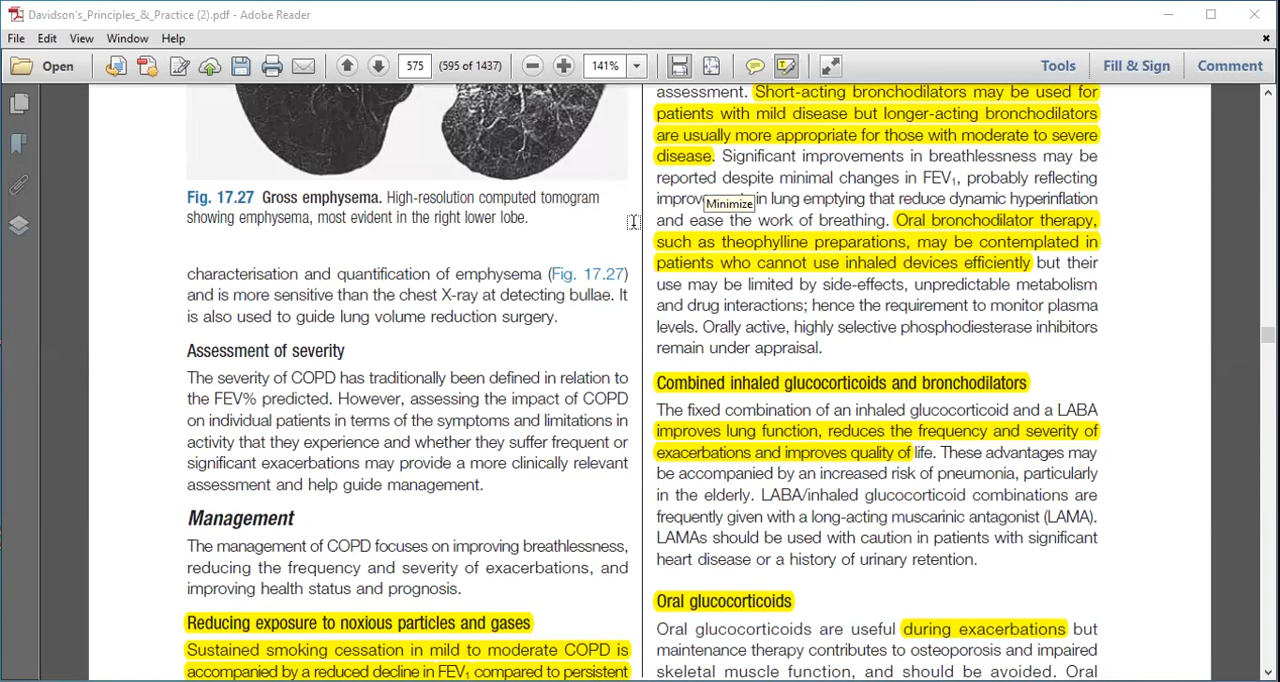 Davidson's_Principles_&_Practice (2).pdf - Adobe Reader
File Edit View Window Help
Open
575 (595 of 1437) 141%
Tools Fill & Sign Comment
Fig. 17.27 Gross emphysema. High-resolution computed tomogram
showing emphysema, most evident in the right lower lobe.
characterisation and quantification of emphysema (Fig. 17.27)
and is more sensitive than the chest X-ray at detecting bullae. It
is also used to guide lung volume reduction surgery.
Assessment of severity
The severity of COPD has traditionally been defined in relation to
the FEV% predicted. However, assessing the impact of COPD
on individual patients in terms of the symptoms and limitations in
activity that they experience and whether they suffer frequent or
significant exacerbations may provide a more clinically relevant
assessment and help guide management.
Management
The management of COPD focuses on improving breathlessness,
reducing the frequency and severity of exacerbations, and
improving health status and prognosis.
Reducing exposure to noxious particles and gases
Sustained smoking cessation in mild to moderate COPD is
accompanied by a reduced decline in FEV₁ compared to persistent
assessment. Short-acting bronchodilators may be used for
patients with mild disease but longer-acting bronchodilators
are usually more appropriate for those with moderate to severe
disease. Significant improvements in breathlessness may be
reported despite minimal changes in FEV₁, probably reflecting
in lung emptying that reduce dynamic hyperinflation
Minimize
and ease the work of breathing. Oral bronchodilator therapy,
such as theophylline preparations, may be contemplated in
patients who cannot use inhaled devices efficiently but their
use may be limited by side-effects, unpredictable metabolism
and drug interactions; hence the requirement to monitor plasma
levels. Orally active, highly selective phosphodiesterase inhibitors
remain under appraisal.
Combined inhaled glucocorticoids and bronchodilators
The fixed combination of an inhaled glucocorticoid and a LABA
improves lung function, reduces the frequency and severity of
exacerbations and improves quality of life. These advantages may
be accompanied by an increased risk of pneumonia, particularly
in the elderly. LABA/inhaled glucocorticoid combinations are
frequently given with a long-acting muscarinic antagonist (LAMA).
LAMAs should be used with caution in patients with significant
heart disease or a history of urinary retention.
Oral glucocorticoids
Oral glucocorticoids are useful during exacerbations but
maintenance therapy contributes to osteoporosis and impaired
skeletal muscle function, and should be avoided. Oral